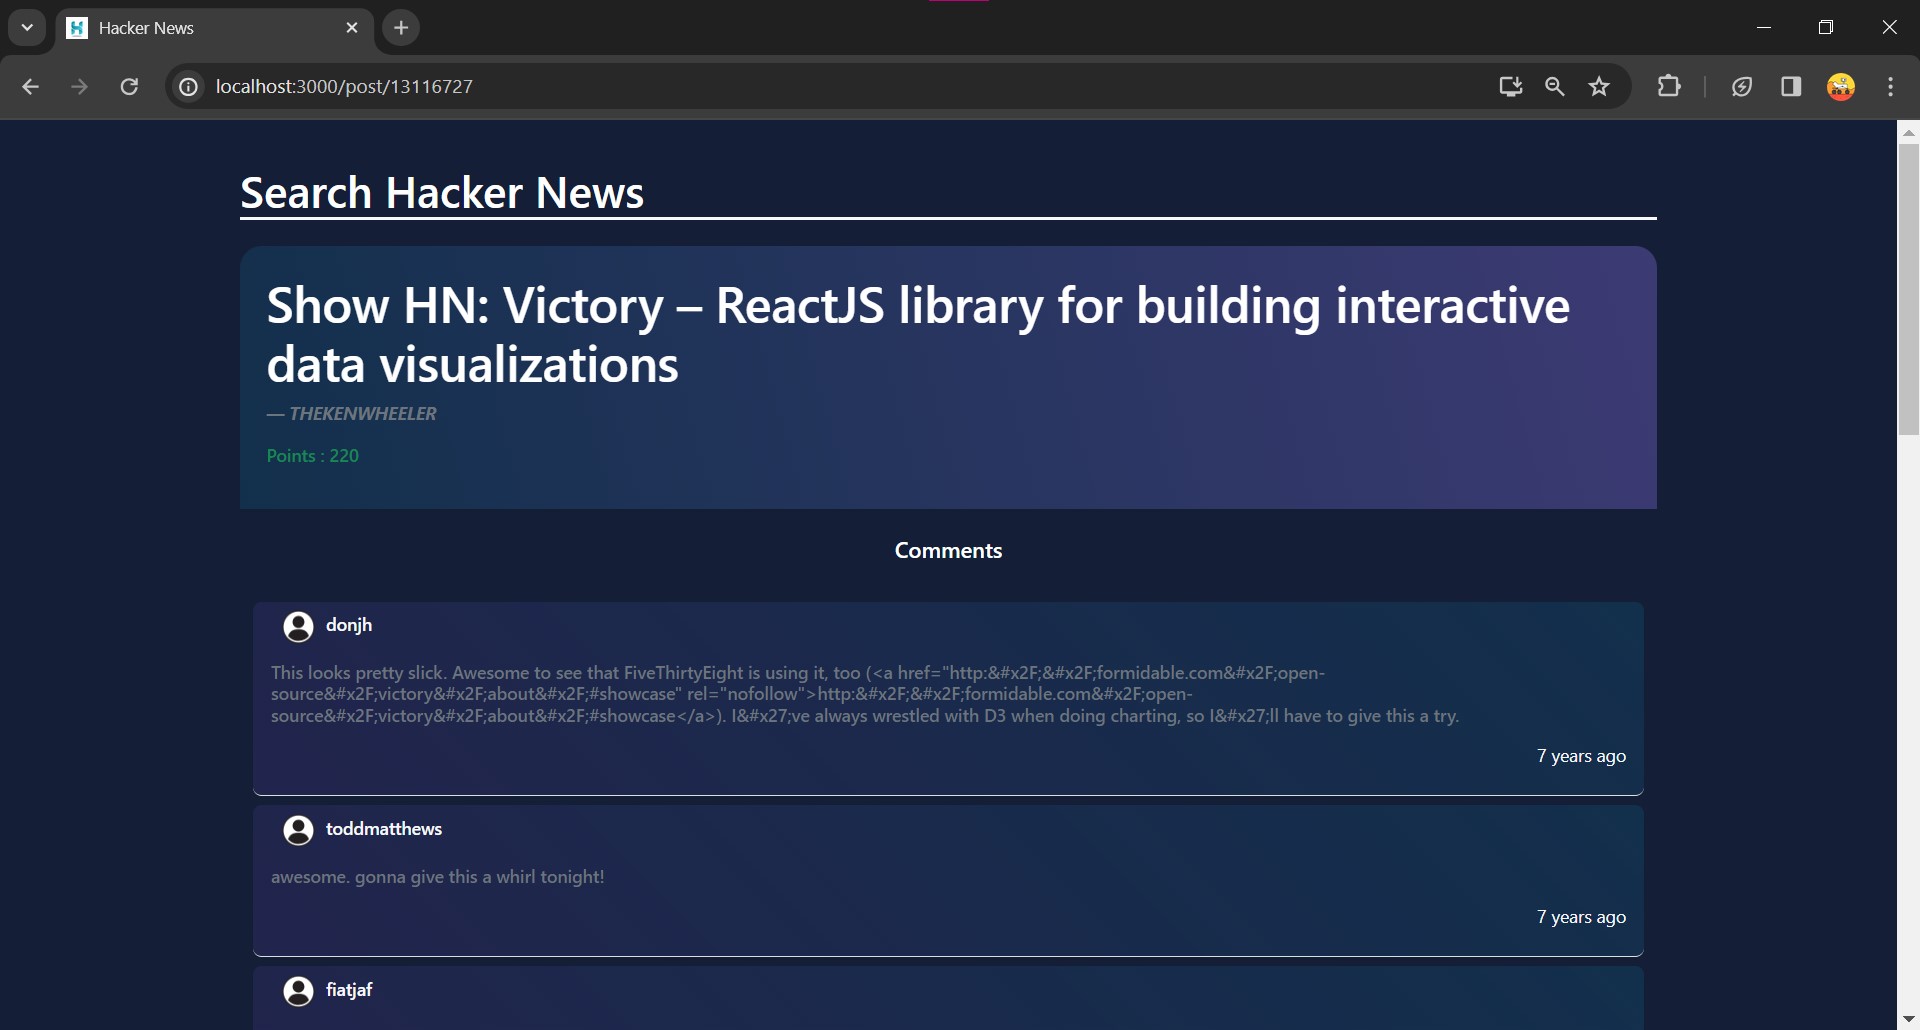 Hacker News
localhost:3000/post/13116727
Search Hacker News
Show HN: Victory – ReactJS library for building interactive
data visualizations
— THEKENWHEELER
Points : 220
Comments
donjh
This looks pretty slick. Awesome to see that FiveThirtyEight is using it, too (<a href="http:&#x2F;&#x2F;formidable.com&#x2F;open-
source&#x2F;victory&#x2F;about&#x2F;#showcase" rel="nofollow">http:&#x2F;&#x2F;formidable.com&#x2F;open-
source&#x2F;victory&#x2F;about&#x2F;#showcase</a>). I&#x27;ve always wrestled with D3 when doing charting, so I&#x27;ll have to give this a try.
7 years ago
toddmatthews
awesome. gonna give this a whirl tonight!
7 years ago
fiatjaf